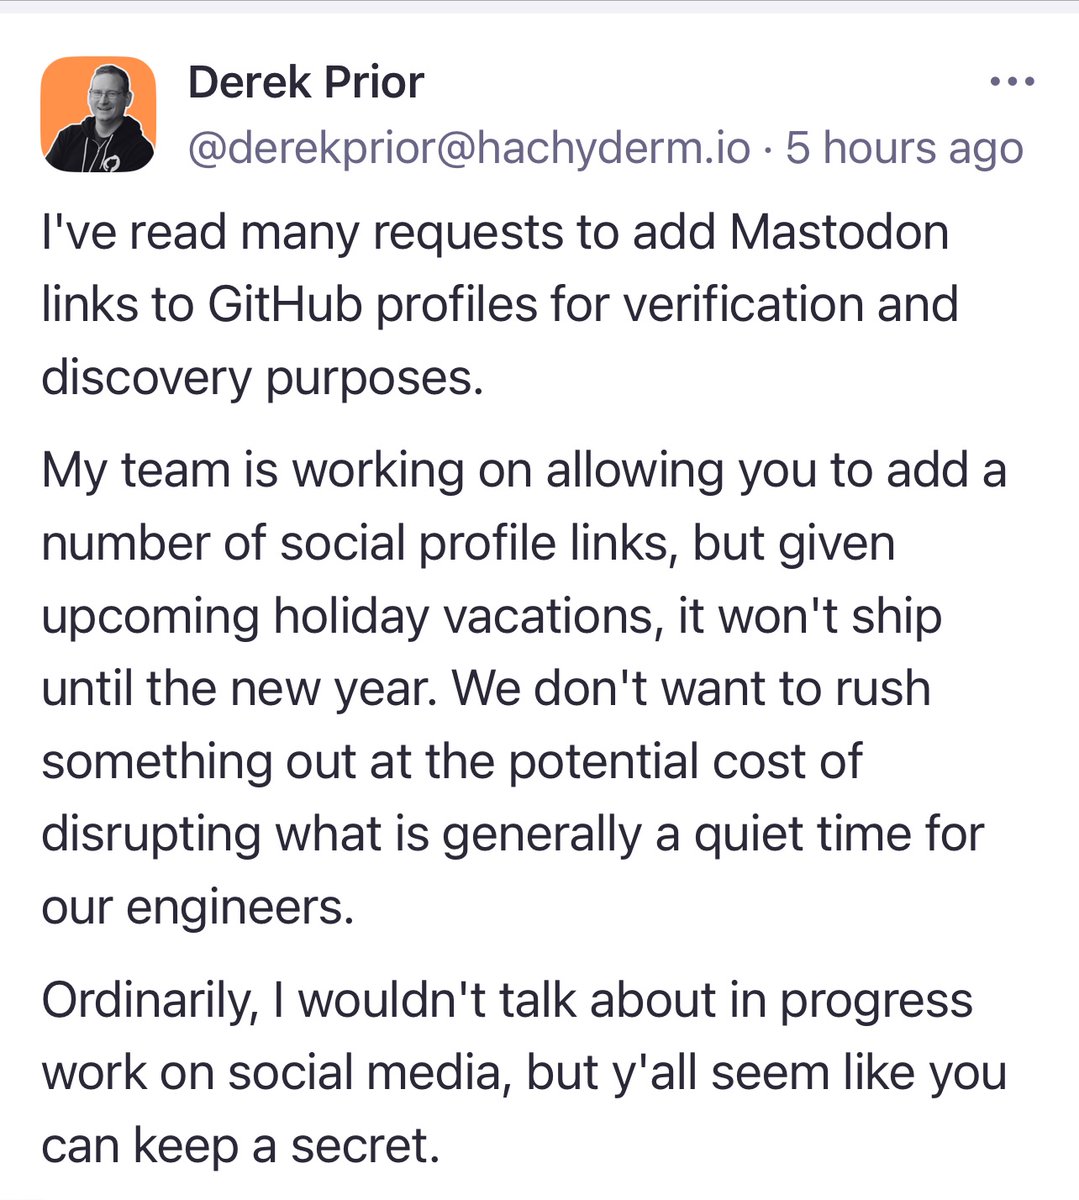 Derek Prior
@derekprior@hachyderm.io · 5 hours ago
I've read many requests to add Mastodon
links to GitHub profiles for verification and
discovery purposes.
My team is working on allowing you to add a
number of social profile links, but given
upcoming holiday vacations, it won't ship
until the new year. We don't want to rush
something out at the potential cost of
disrupting what is generally a quiet time for
our engineers.
Ordinarily, I wouldn't talk about in progress
work on social media, but y'all seem like you
can keep a secret.